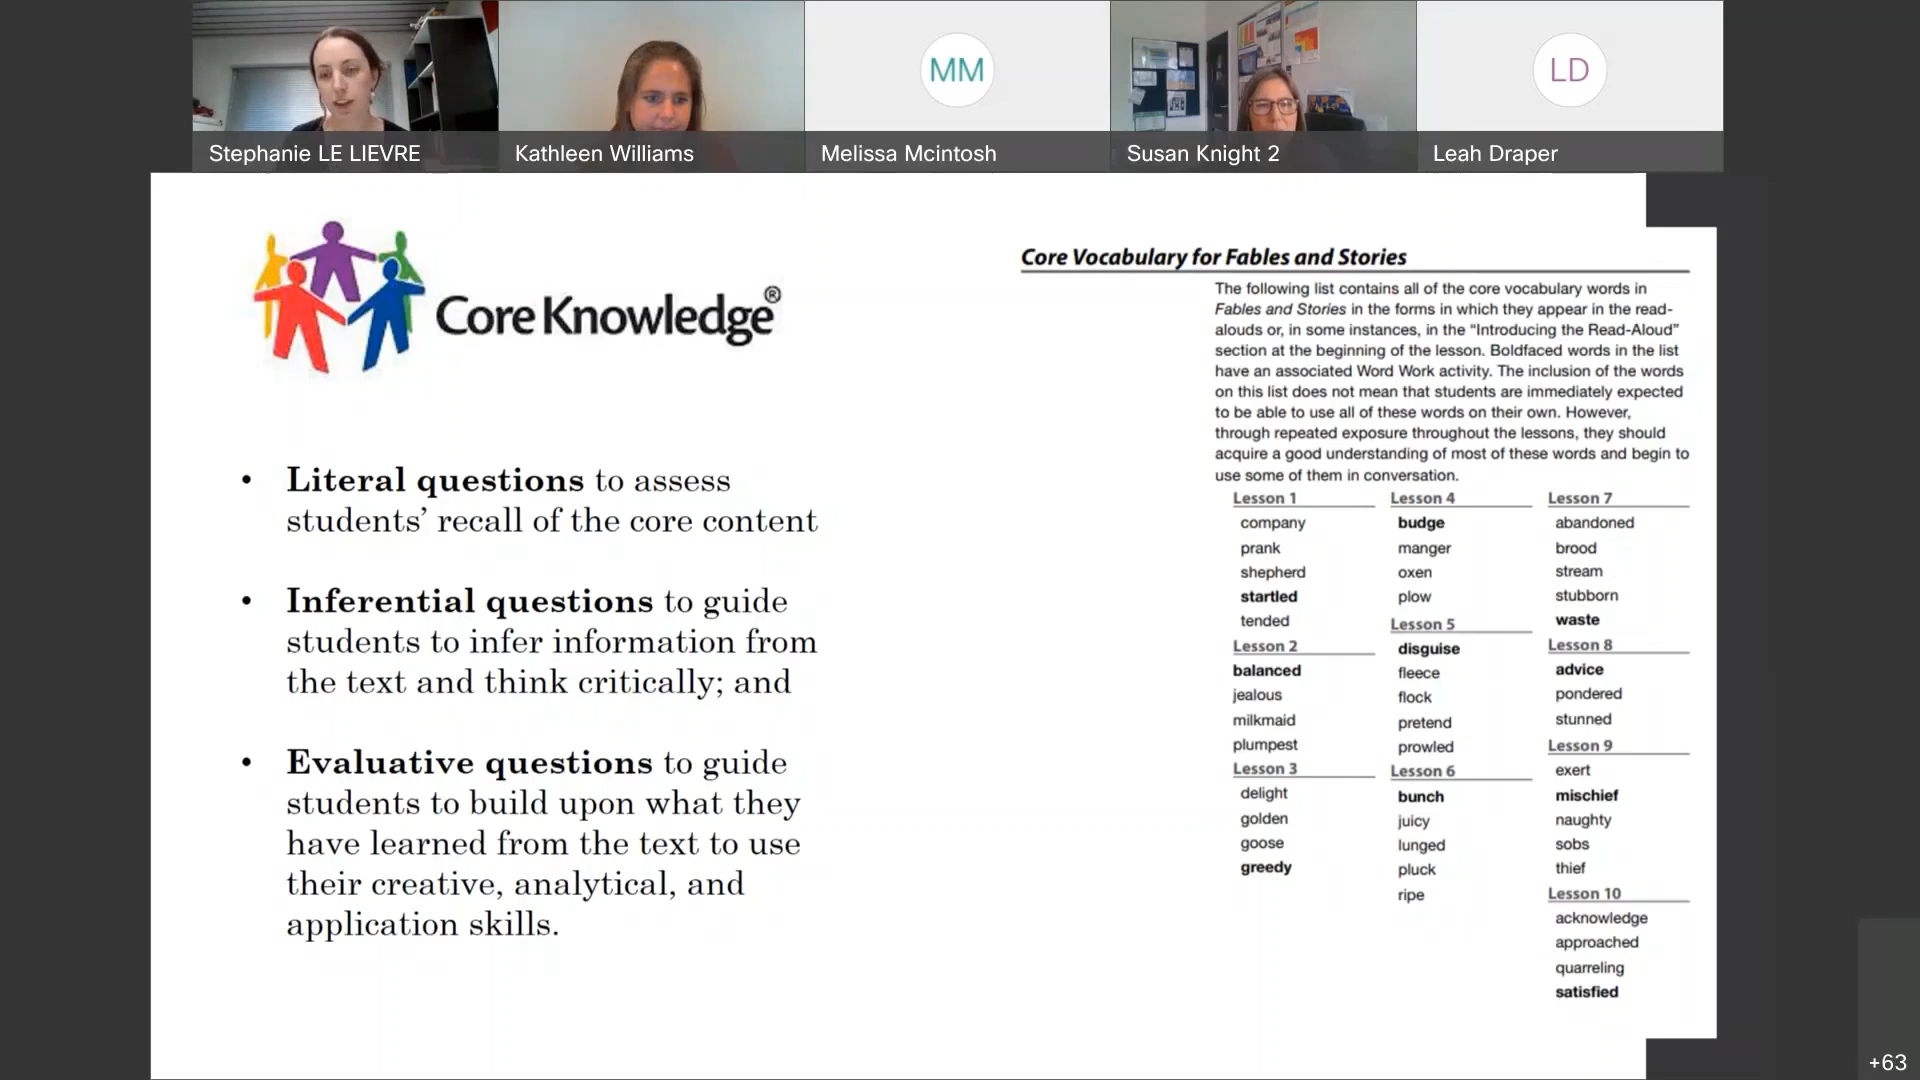 Stephanie LE LIEVRE
Kathleen Williams
MM
Melissa Mcintosh
Susan Knight 2
LD
Leah Draper
Core Knowledge®
• Literal questions to assess
students’ recall of the core content
• Inferential questions to guide
students to infer information from
the text and think critically; and
• Evaluative questions to guide
students to build upon what they
have learned from the text to use
their creative, analytical, and
application skills.
Core Vocabulary for Fables and Stories
The following list contains all of the core vocabulary words in
Fables and Stories in the forms in which they appear in the read-
alouds or, in some instances, in the “Introducing the Read-Aloud”
section at the beginning of the lesson. Boldfaced words in the list
have an associated Word Work activity. The inclusion of the words
on this list does not mean that students are immediately expected
to be able to use all of these words on their own. However,
through repeated exposure throughout the lessons, they should
acquire a good understanding of most of these words and begin to
use some of them in conversation.
Lesson 1
company
prank
shepherd
startled
tended
Lesson 2
balanced
jealous
milkmaid
plumpest
Lesson 3
delight
golden
goose
greedy
Lesson 4
budge
manger
oxen
plow
Lesson 5
disguise
fleece
flock
pretend
prowled
Lesson 6
bunch
juicy
lunged
pluck
ripe
Lesson 7
abandoned
brood
stream
stubborn
waste
Lesson 8
advice
pondered
stunned
Lesson 9
exert
mischief
naughty
sobs
thief
Lesson 10
acknowledge
approached
quarreling
satisfied
+63